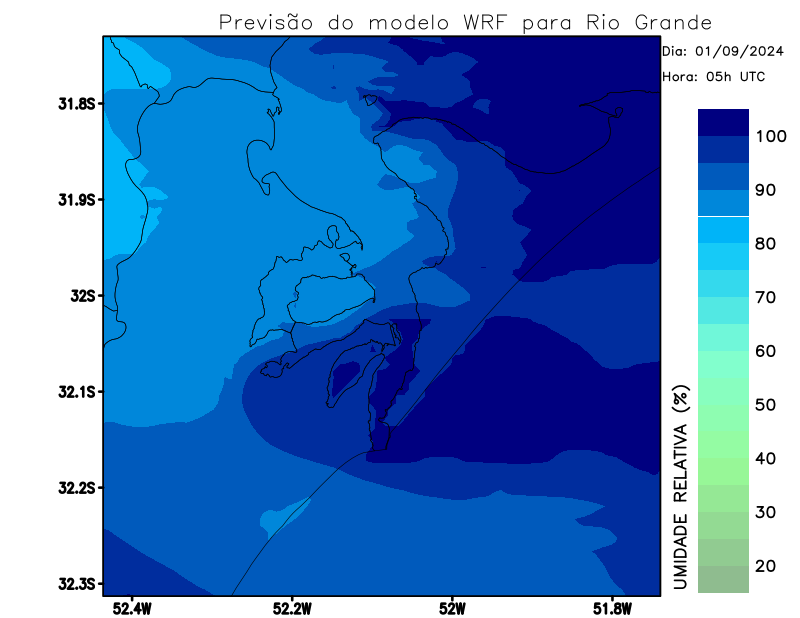 Previsão do modelo WRF para Rio Grande
Dia: 01/09/2024
Hora: 05h UTC
31.8S
31.9S
32S
32.1S
32.2S
32.3S
52.4W
52.2W
52W
51.8W
UMIDADE RELATIVA (%)
100
90
80
70
60
50
40
30
20